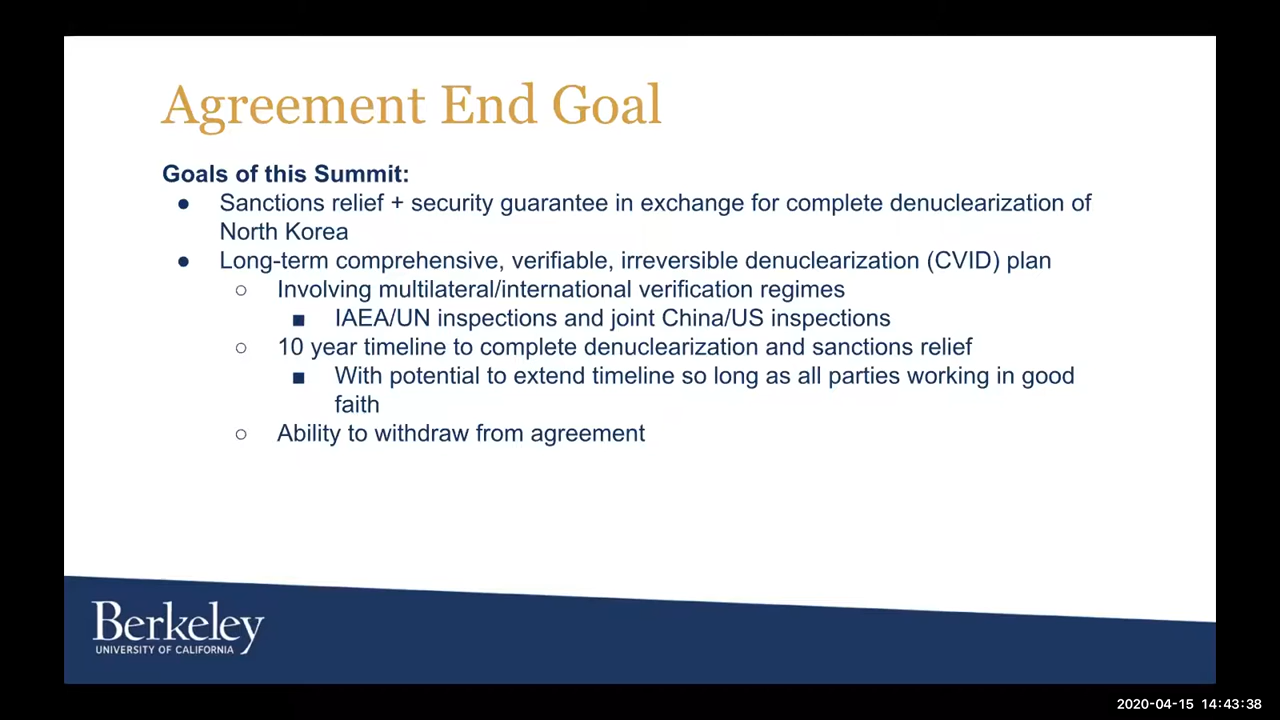 Agreement End Goal
Goals of this Summit:
● Sanctions relief + security guarantee in exchange for complete denuclearization of
North Korea
● Long-term comprehensive, verifiable, irreversible denuclearization (CVID) plan
○ Involving multilateral/international verification regimes
■ IAEA/UN inspections and joint China/US inspections
○ 10 year timeline to complete denuclearization and sanctions relief
■ With potential to extend timeline so long as all parties working in good
faith
○ Ability to withdraw from agreement
Berkeley
UNIVERSITY OF CALIFORNIA
2020-04-15 14:43:38